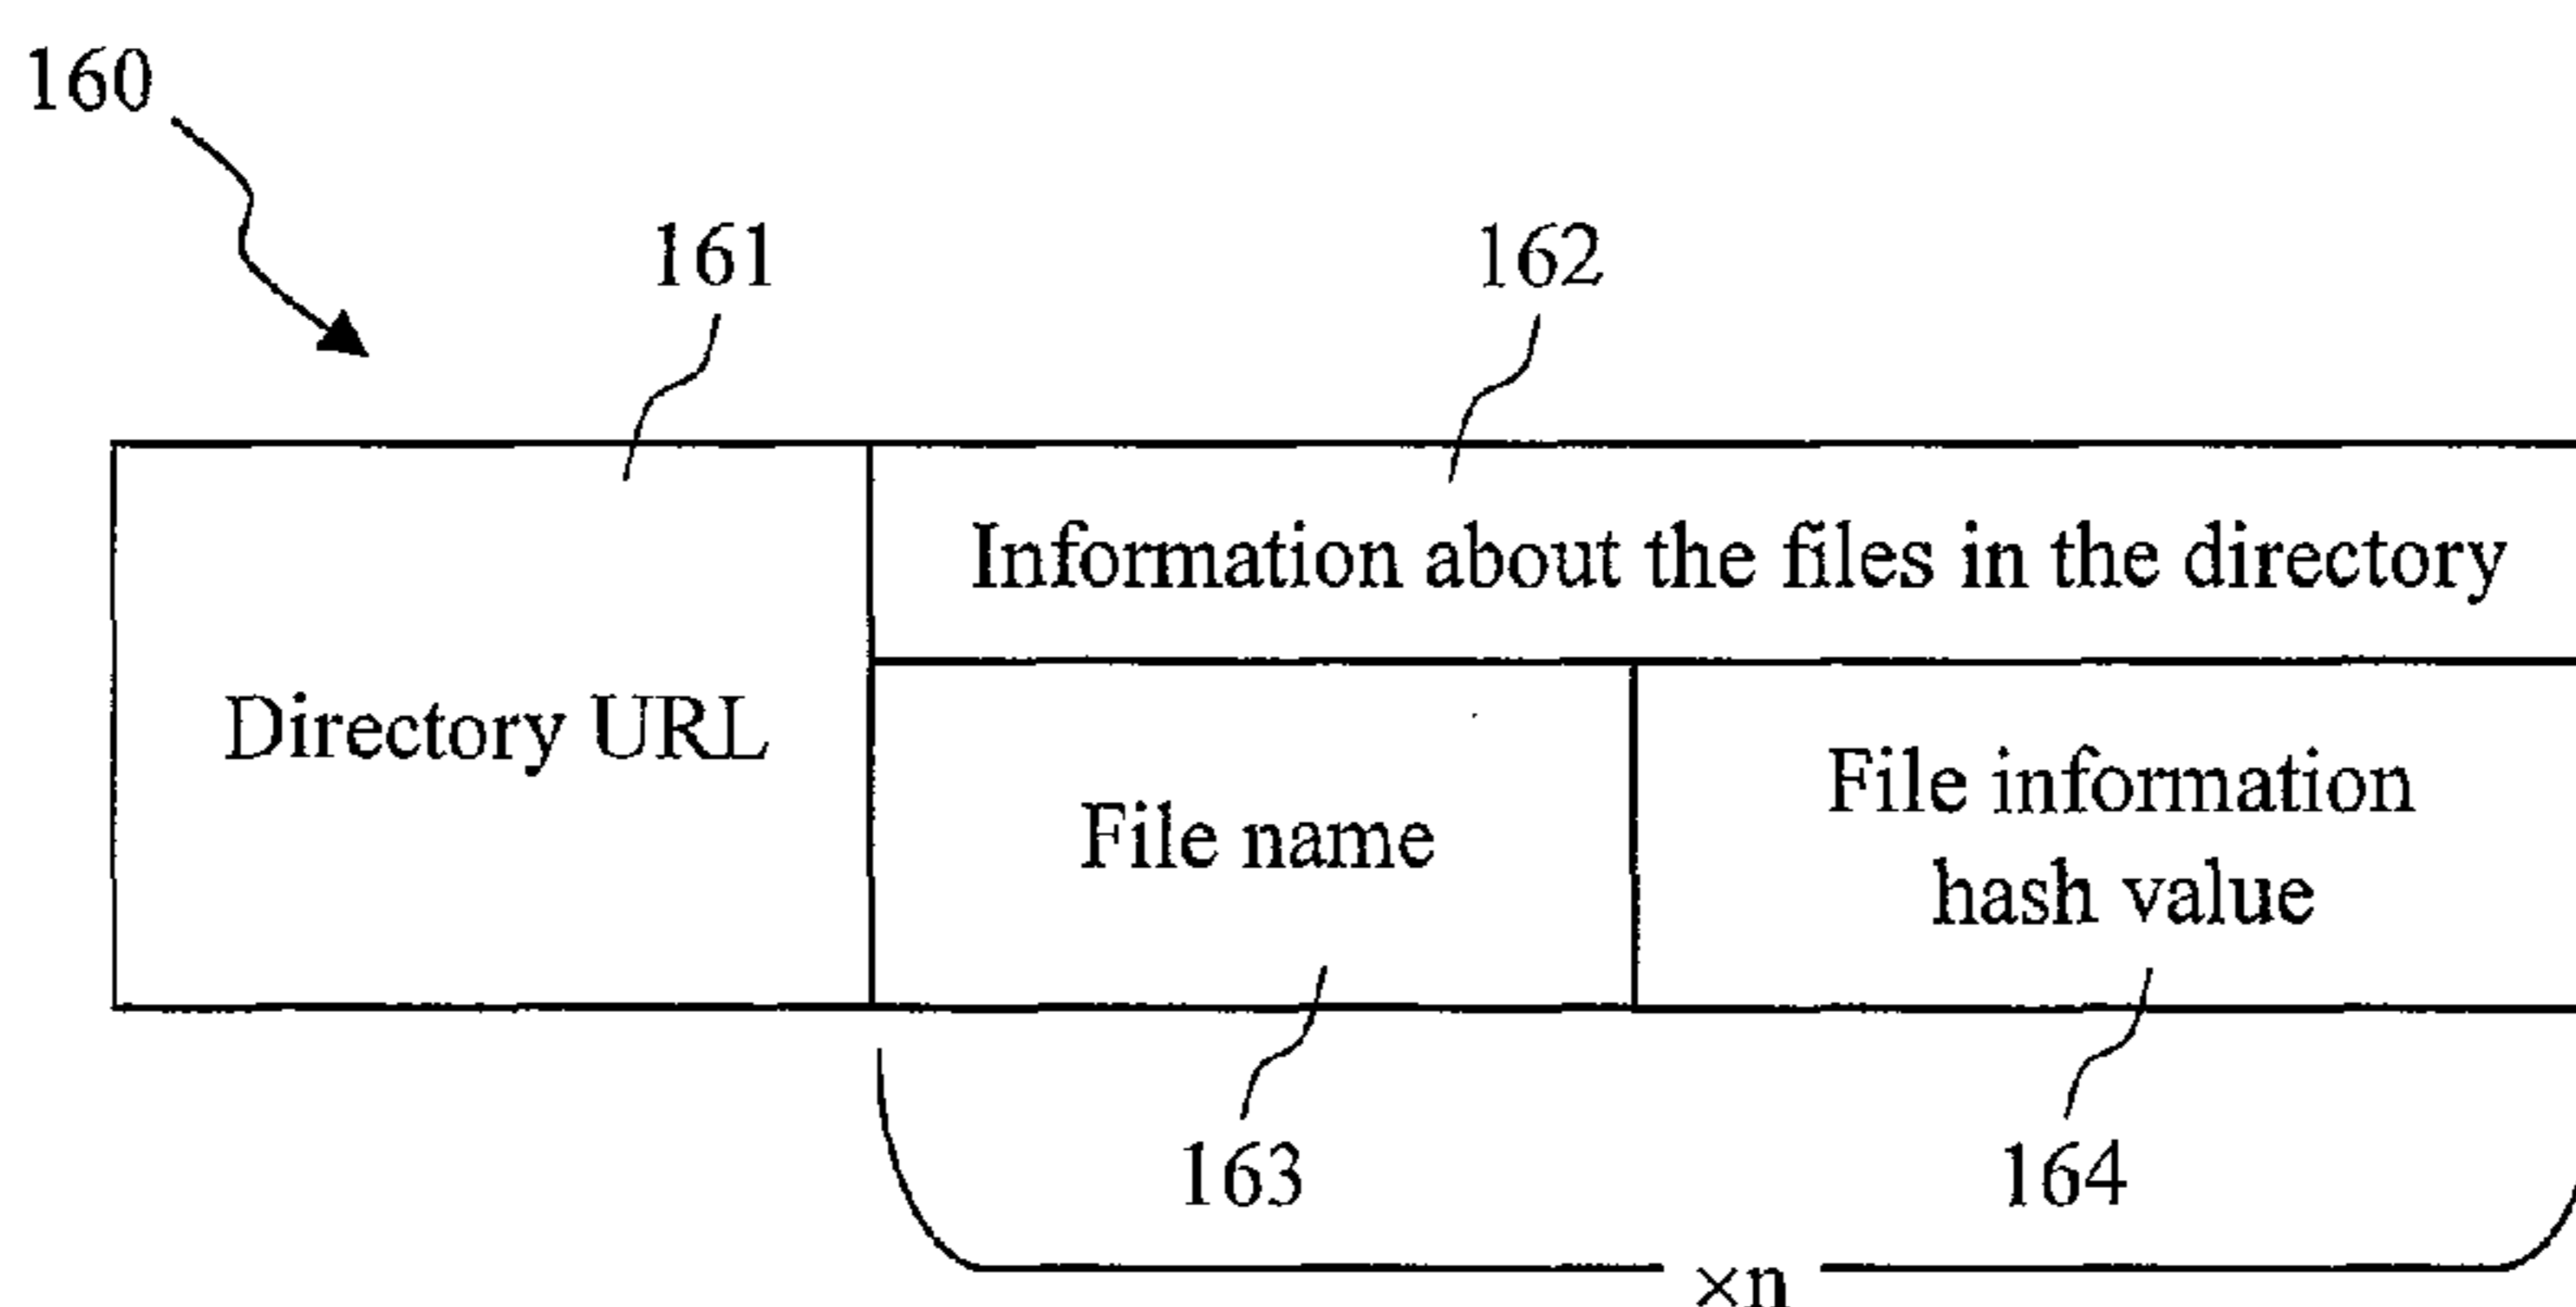 160
161
162
Information about the files in the directory
Directory URL
File name
File information
hash value
163
164
×n